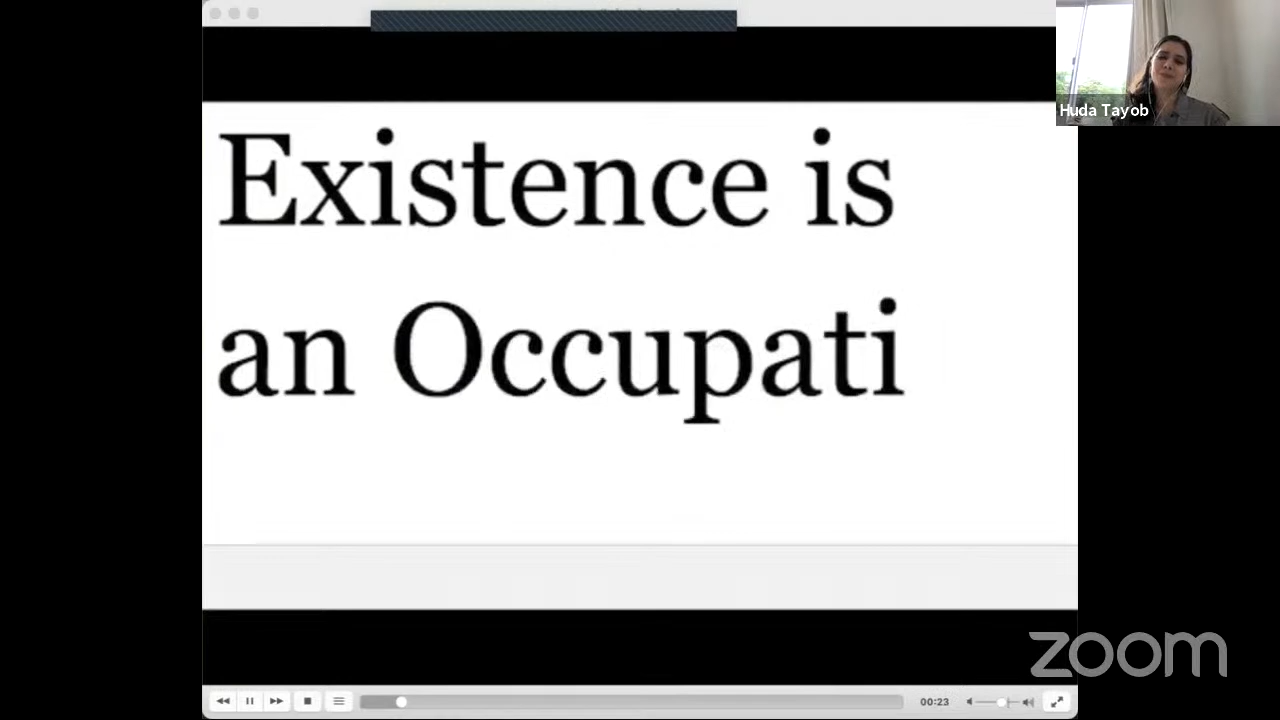 Huda Tayob
Existence is
an Occupati
00:23
zoom